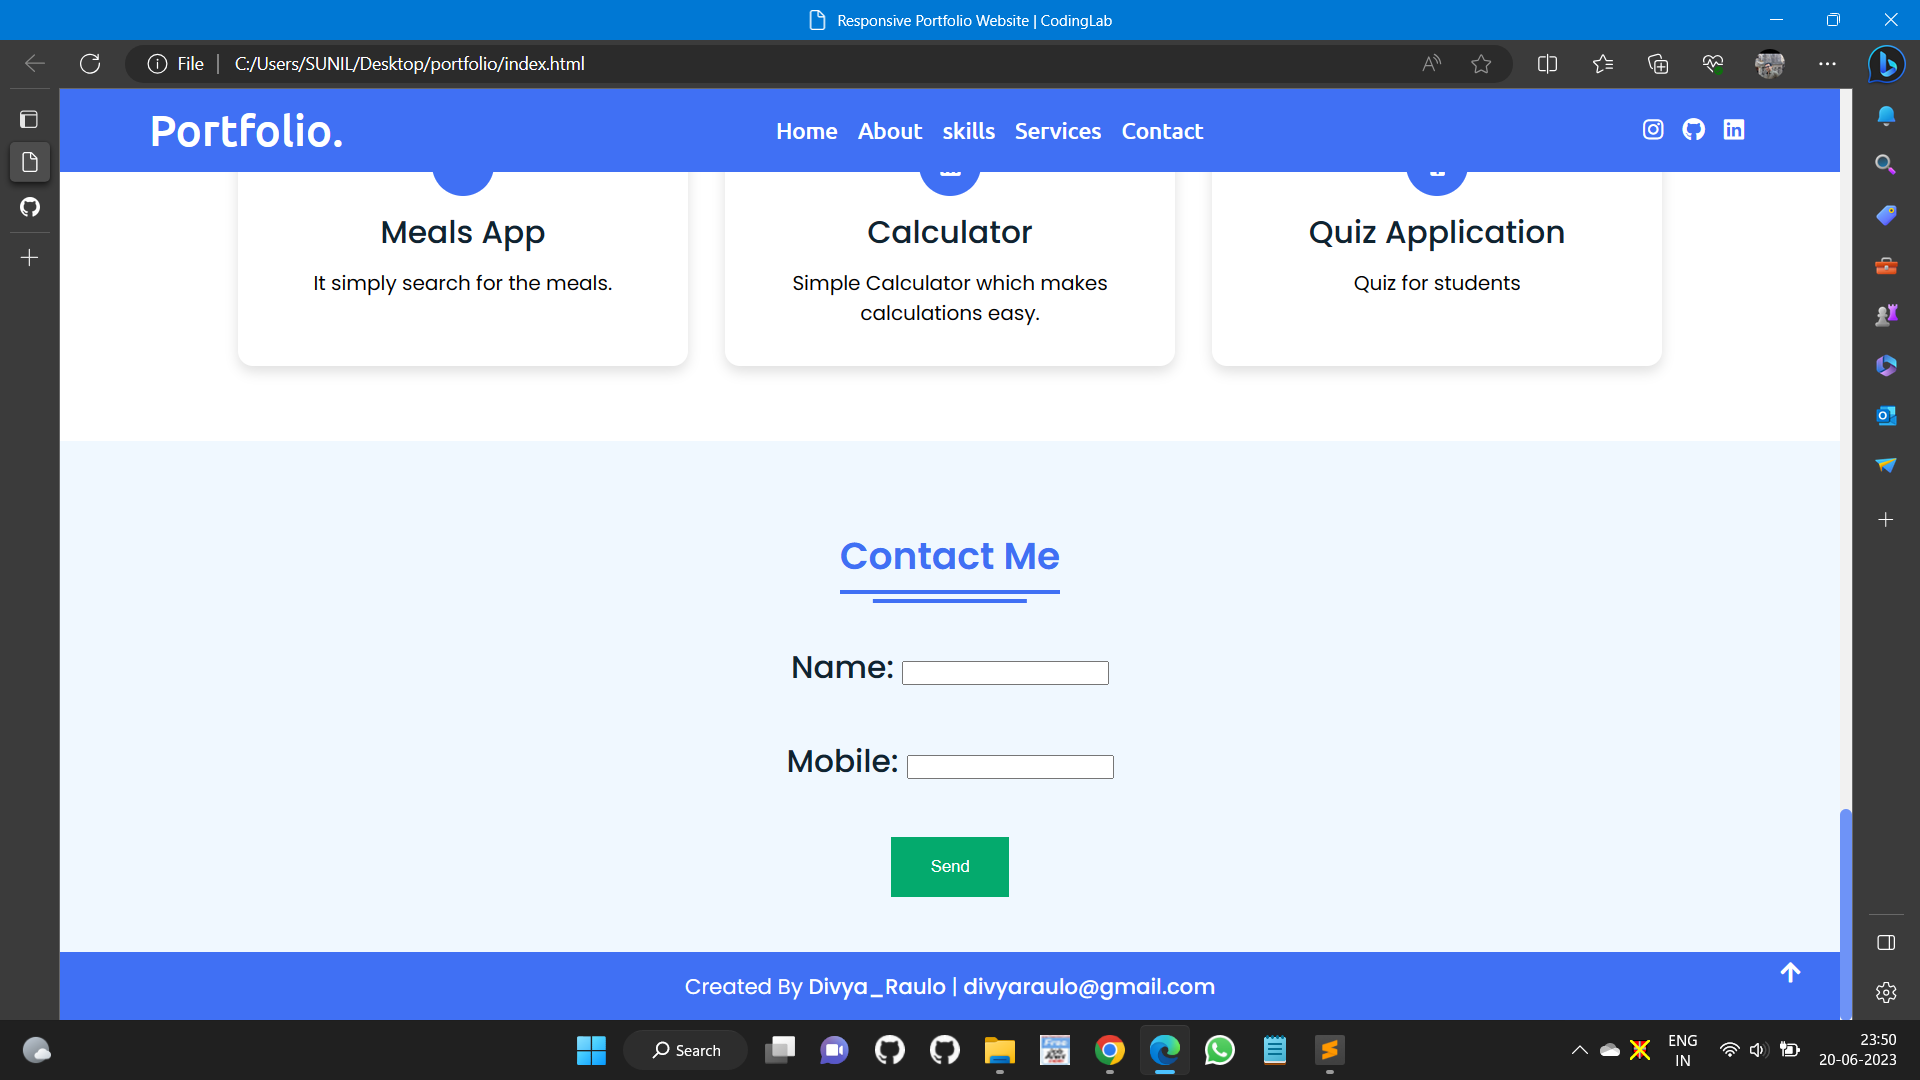 Responsive Portfolio Website | CodingLab
File | C:/Users/SUNIL/Desktop/portfolio/index.html
Portfolio.
Home About skills Services Contact
Meals App
It simply search for the meals.
Calculator
Simple Calculator which makes
calculations easy.
Quiz Application
Quiz for students
Contact Me
Name:
Mobile:
Send
Created By Divya_Raulo | divyaraulo@gmail.com
Search
ENG
IN
23:50
20-06-2023